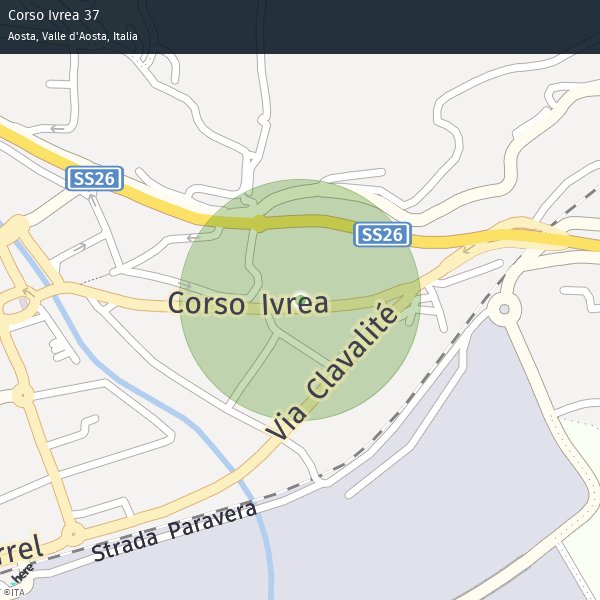 Corso Ivrea 37
Aosta, Valle d'Aosta, Italia
SS26
SS26
Corso Ivrea
Via Clavalité
Strada Paravera
rrel
here
©ITA